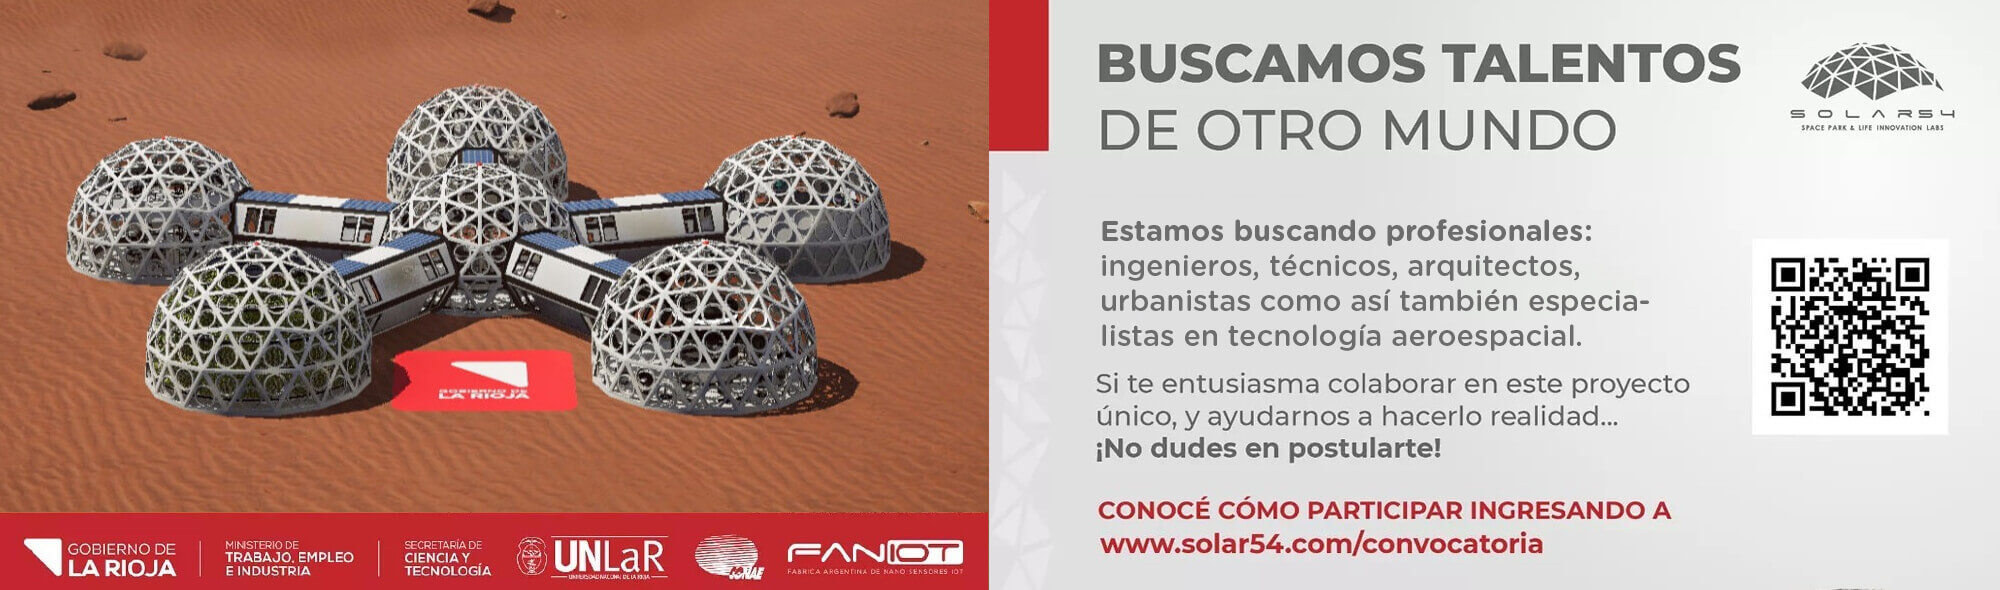 GOBIERNO DE
LA RIOJA
GOBIERNO DE
LA RIOJA
MINISTERIO DE
TRABAJO, EMPLEO
E INDUSTRIA
SECRETARÍA DE
CIENCIA Y
TECNOLOGÍA
UNLaR
UNIVERSIDAD NACIONAL DE LA RIOJA
CONAE
FANIOT
FABRICA ARGENTINA DE NANO SENSORES IOT
BUSCAMOS TALENTOS
DE OTRO MUNDO
SOLAR54
SPACE PARK & LIFE INNOVATION LABS
Estamos buscando profesionales:
ingenieros, técnicos, arquitectos,
urbanistas como así también especia-
listas en tecnología aeroespacial.
Si te entusiasma colaborar en este proyecto
único, y ayudarnos a hacerlo realidad...
¡No dudes en postularte!
CONOCÉ CÓMO PARTICIPAR INGRESANDO A
www.solar54.com/convocatoria